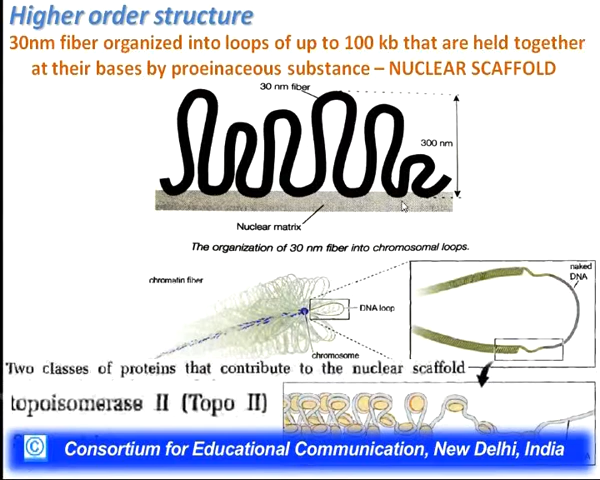 Higher order structure
30nm fiber organized into loops of up to 100 kb that are held together
at their bases by proeinaceous substance – NUCLEAR SCAFFOLD
30 nm fiber
300 nm
Nuclear matrix
The organization of 30 nm fiber into chromosomal loops.
chromatin fiber
DNA loop
naked
DNA
chromosome
Two classes of proteins that contribute to the nuclear scaffold
topoisomerase II (Topo II)
© Consortium for Educational Communication, New Delhi, India